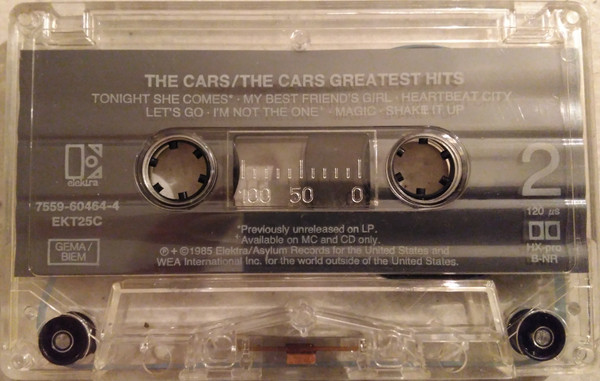 THE CARS/THE CARS GREATEST HITS
TONIGHT SHE COMES* · MY BEST FRIEND'S GIRL · HEARTBEAT CITY
LET'S GO · I'M NOT THE ONE* · MAGIC · SHAKE IT UP
elektra
7559-60464-4
EKT25C
GEMA/
BIEM
100 50 0
2
120 µs
HX-pro
B-NR
*Previously unreleased on LP.
Available on MC and CD only.
℗ + ©1985 Elektra/Asylum Records for the United States and
WEA International Inc. for the world outside of the United States.